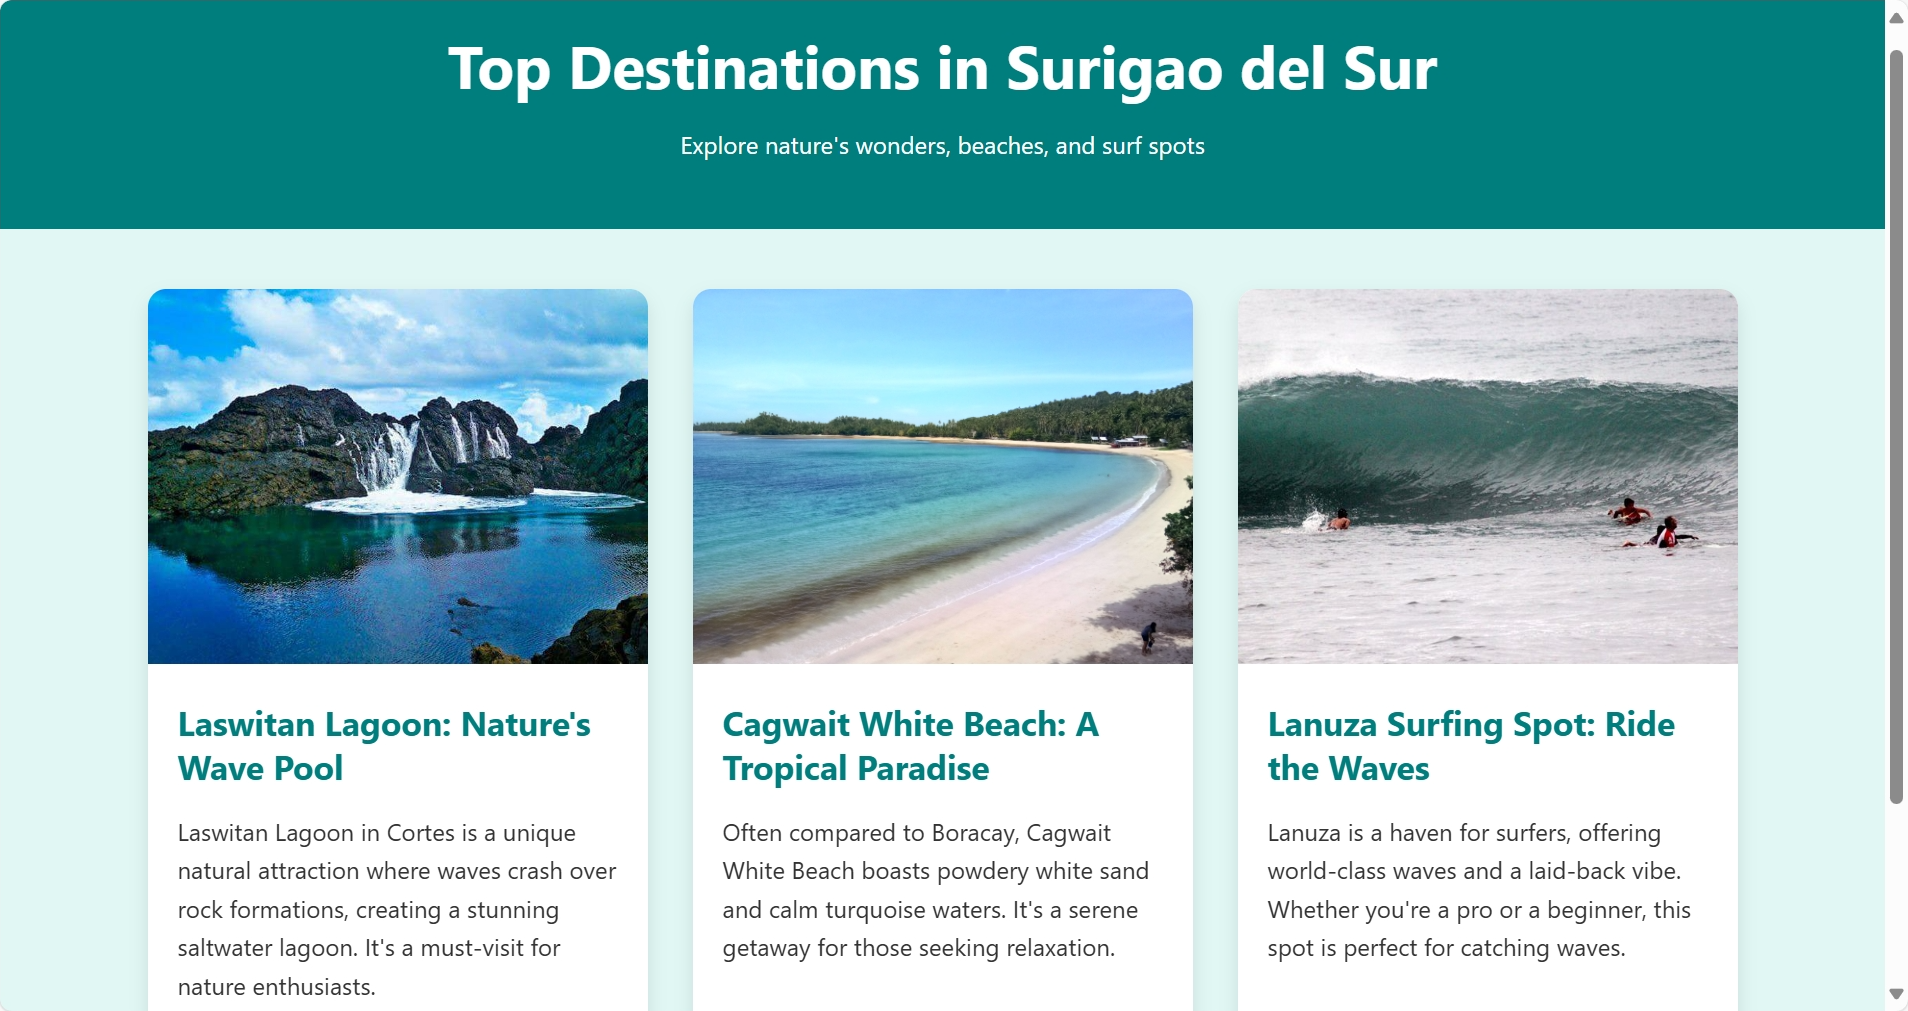 Top Destinations in Surigao del Sur
Explore nature's wonders, beaches, and surf spots
Laswitan Lagoon: Nature's
Wave Pool
Laswitan Lagoon in Cortes is a unique
natural attraction where waves crash over
rock formations, creating a stunning
saltwater lagoon. It's a must-visit for
nature enthusiasts.
Cagwait White Beach: A
Tropical Paradise
Often compared to Boracay, Cagwait
White Beach boasts powdery white sand
and calm turquoise waters. It's a serene
getaway for those seeking relaxation.
Lanuza Surfing Spot: Ride
the Waves
Lanuza is a haven for surfers, offering
world-class waves and a laid-back vibe.
Whether you're a pro or a beginner, this
spot is perfect for catching waves.